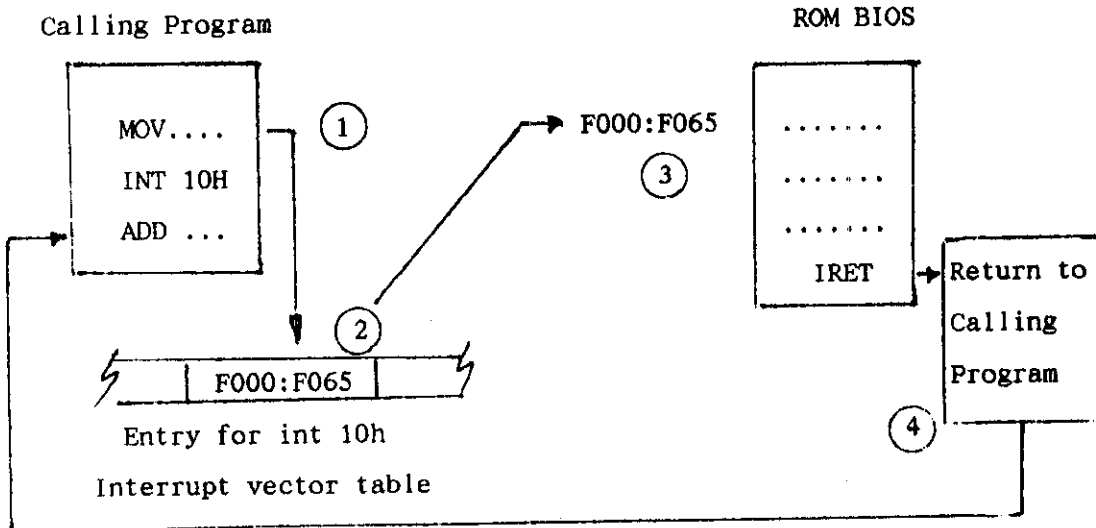 Calling Program
MOV....
INT 10H
ADD ...
1
2
F000:F065
Entry for int 10h
Interrupt vector table
F000:F065
3
ROM BIOS
.......
.......
.......
IRET
Return to
Calling
Program
4